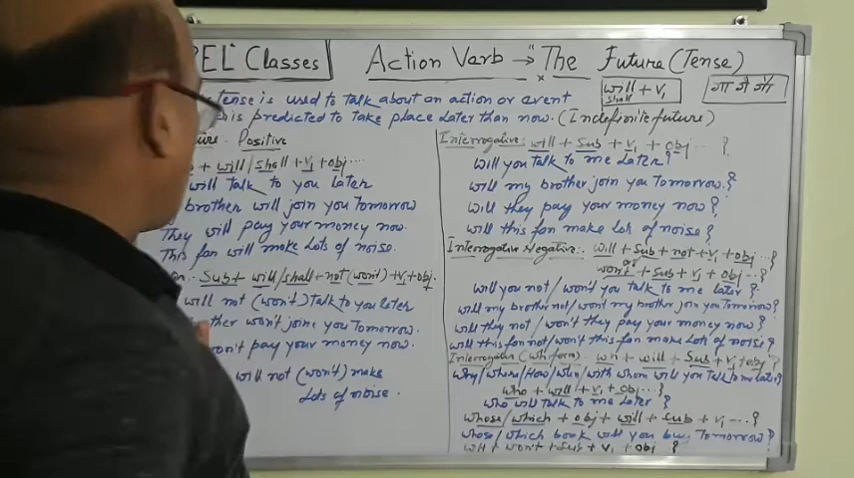 PEL Classes
Action Verb → "The Future (Tense)
will + V₁
shall
गा गे गी
Tense is used to talk about an action or event
is predicted to take place later than now. (Indefinite future)
Positive
+ will/shall + V₁ + obj...
will talk to you later
brother will join you Tomorrow
They will pay your money now.
This fan will make Lots of noise.
Sub + will/shall + not (won't) + V₁ + obj.
will not (won't) talk to you later
won't join you Tomorrow.
won't pay your money now.
will not (won't) make
Lots of noise.
Interrogative: will + Sub + V₁ + obj...?
will you talk to me Later?
will my brother join you Tomorrow.?
will they pay your money now?
will this fan make Lots of noise?
Interrogative Negative:. will + Sub + not + V₁ + obj...?
or
won't + Sub + V₁ + obj...?
will you not/won't you talk to me later?
will my brother not/won't my brother join you Tomorrow?
will they not/won't they pay your money now?
will this fan not/won't this fan make Lots of noise?
Interrogative (wh form) wh + will + Sub + V₁ + obj?
Why/where/How/when/with whom will you talk to me later?
who + will + V₁ + obj...?
who will talk to me Later?
whose/which + obj + will + sub + V₁ ...?
whose/which book will you buy Tomorrow?
wh + won't + sub + V₁ + obj ?